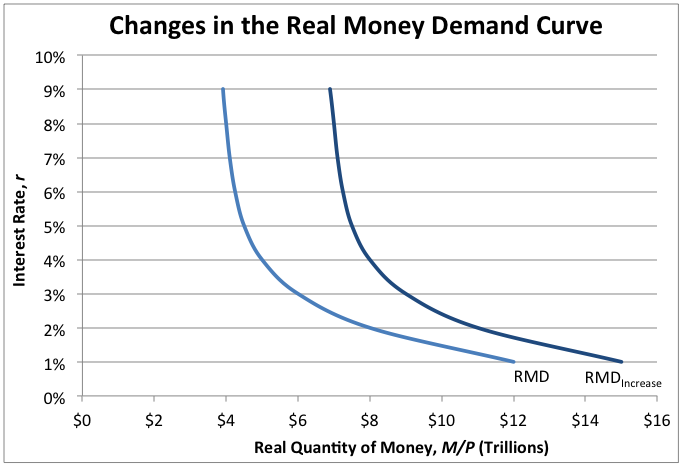 Changes in the Real Money Demand Curve
10%
9%
8%
7%
6%
5%
4%
3%
2%
1%
0%
Interest Rate, r
RMD
RMDIncrease
$0 $2 $4 $6 $8 $10 $12 $14 $16
Real Quantity of Money, M/P (Trillions)